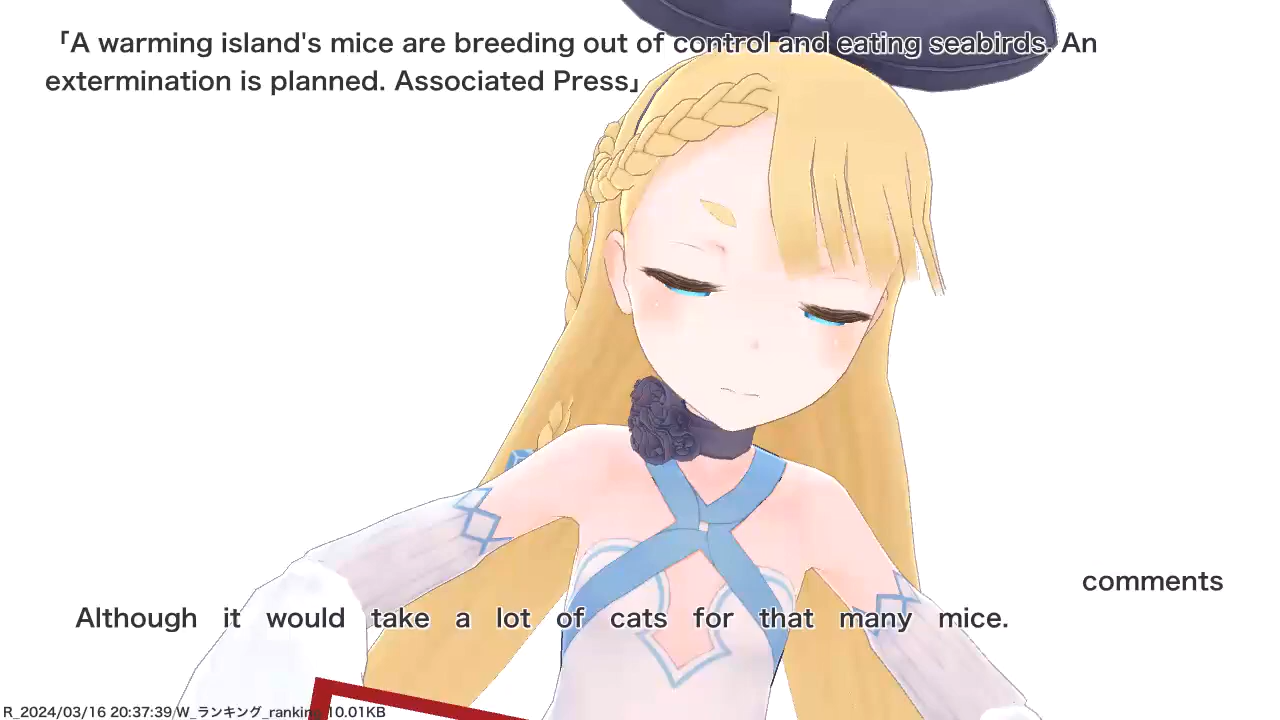 「A warming island's mice are breeding out of control and eating seabirds. An
extermination is planned. Associated Press」
comments
Although it would take a lot of cats for that many mice.
R_2024/03/16 20:37:39/W_ランキング_ranking 10.01KB